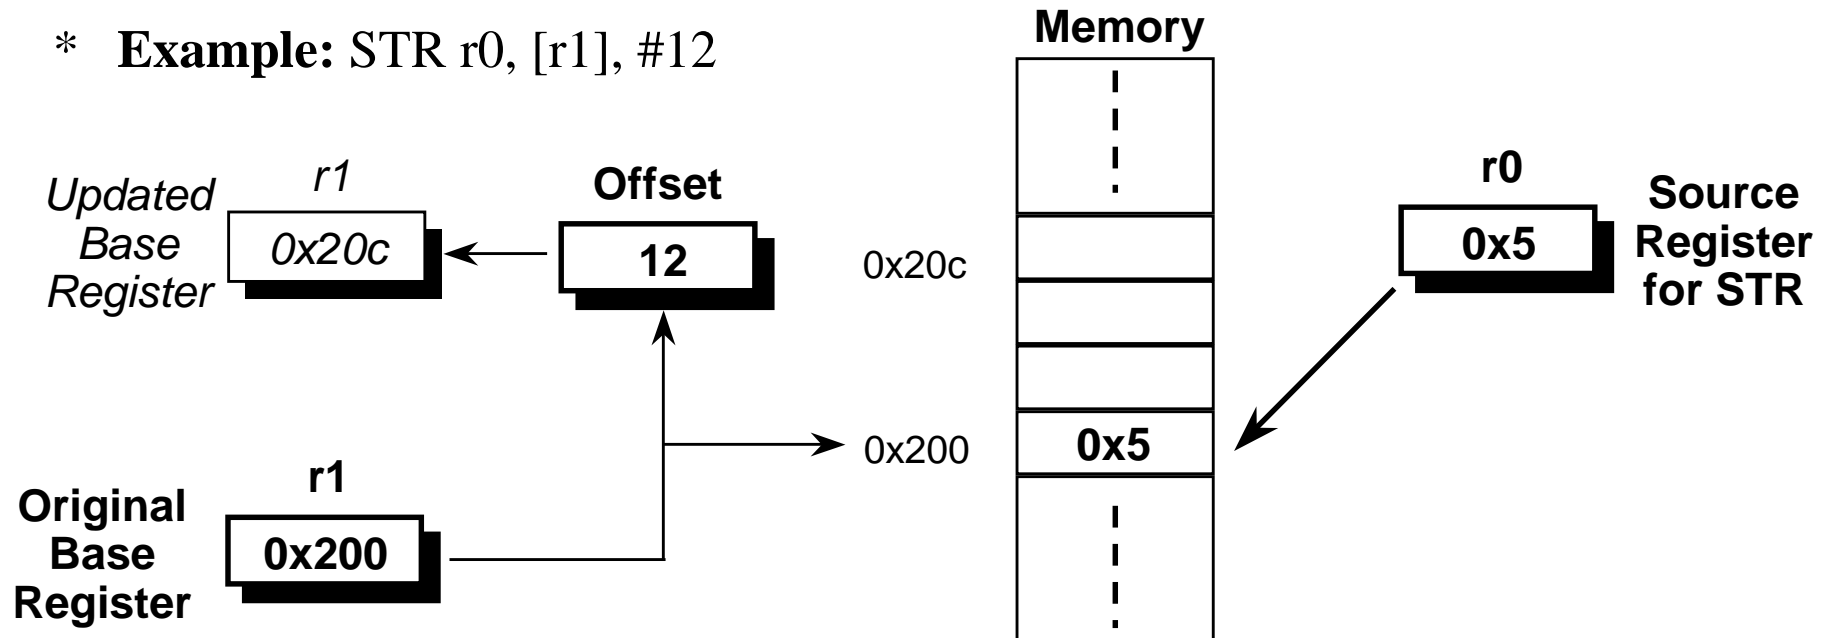 * Example: STR r0, [r1], #12
Memory
Updated
Base
Register
r1
0x20c
Offset
12
0x20c
r0
0x5
Source
Register
for STR
0x200
0x5
Original
Base
Register
r1
0x200